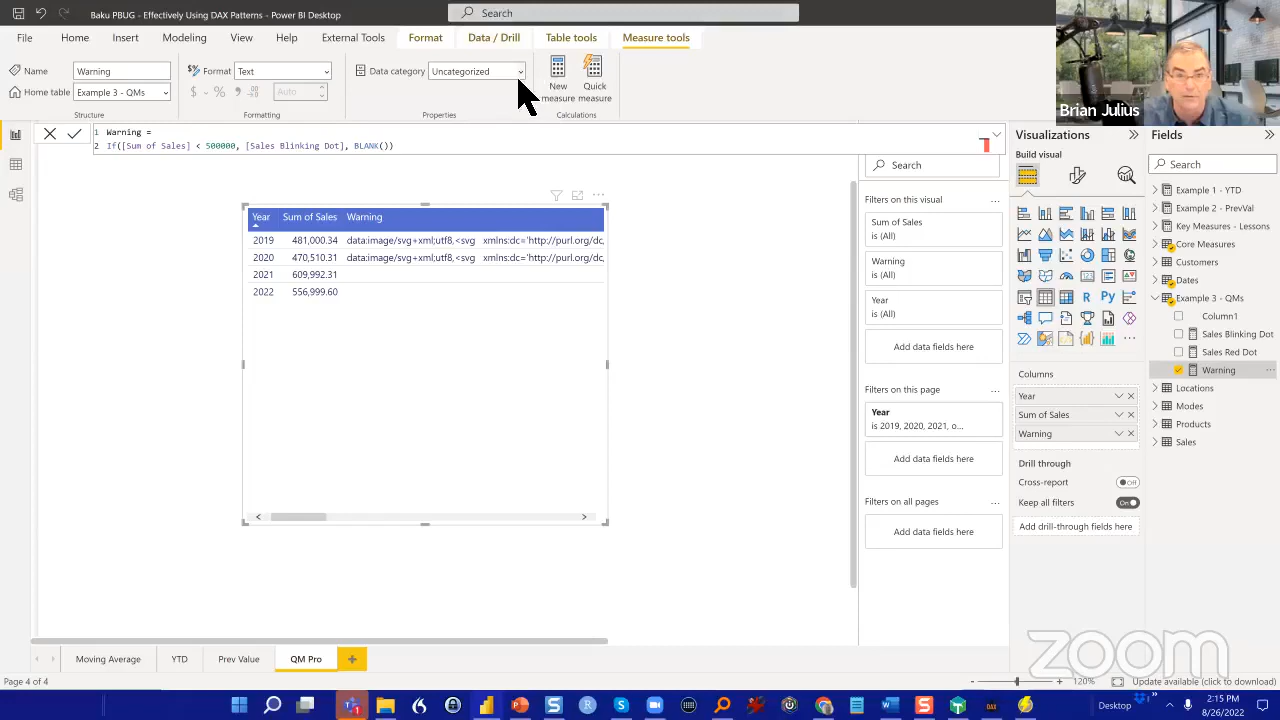 Baku PBUG – Effectively Using DAX Patterns - Power BI Desktop
Search
File Home Insert Modeling View Help External Tools Format Data / Drill Table tools Measure tools
Name Warning
Home table Example 3 - QMs
Structure
Format Text
$ % Auto
Formatting
Data category Uncategorized
Properties
New measure
Quick measure
Calculations
Brian Julius
1 Warning =
2 If([Sum of Sales] < 500000, [Sales Blinking Dot], BLANK())
Year Sum of Sales Warning
2019 481,000.34 data:image/svg+xml;utf8,<svg xmlns:dc='http://purl.org/dc,
2020 470,510.31 data:image/svg+xml;utf8,<svg xmlns:dc='http://purl.org/dc,
2021 609,992.31
2022 556,999.60
Search
Filters on this visual ...
Sum of Sales
is (All)
Warning
is (All)
Year
is (All)
Add data fields here
Filters on this page ...
Year
is 2019, 2020, 2021, o...
Add data fields here
Filters on all pages ...
Add data fields here
Visualizations
Build visual
R Py
Columns
Year
Sum of Sales
Warning
Drill through
Cross-report Off
Keep all filters On
Add drill-through fields here
Fields
Search
Example 1 - YTD
Example 2 - PrevVal
Key Measures - Lessons
Core Measures
Customers
Dates
Example 3 - QMs
Column1
Sales Blinking Dot
Sales Red Dot
Warning
Locations
Modes
Products
Sales
zoom
Moving Average YTD Prev Value QM Pro
Page 4 of 4
120%
Update available (click to download)
Desktop
2:15 PM
8/26/2022